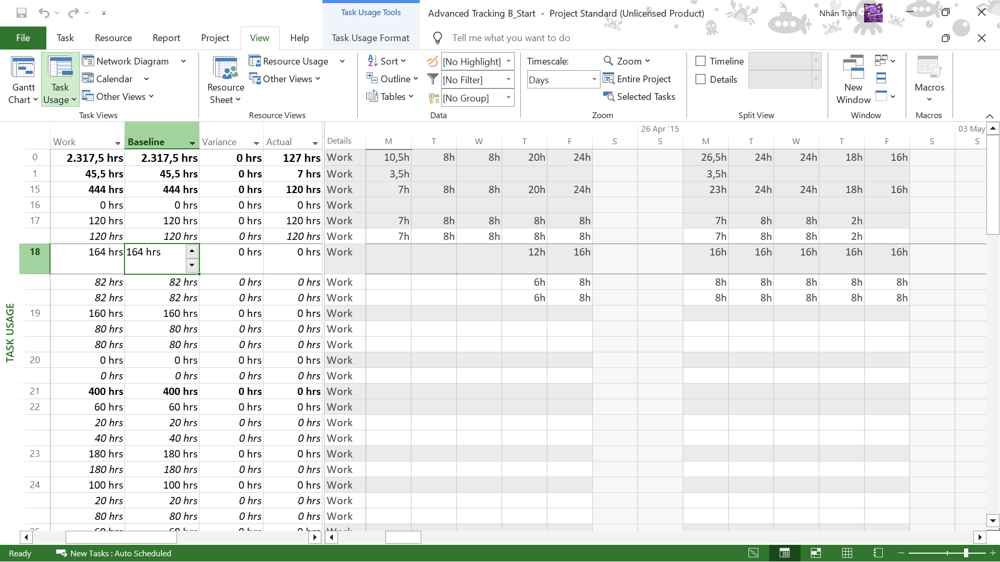 Task Usage Tools
Advanced Tracking B_Start - Project Standard (Unlicensed Product)
Nhân Trần
File Task Resource Report Project View Help Task Usage Format Tell me what you want to do
Gantt Chart
Task Usage
Network Diagram
Calendar
Other Views
Task Views
Resource Sheet
Resource Usage
Other Views
Resource Views
Sort
Outline
Tables
[No Highlight]
[No Filter]
[No Group]
Data
Timescale:
Days
Zoom
Entire Project
Selected Tasks
Zoom
Timeline
Details
Split View
New Window
Window
Macros
Macros
26 Apr '15 03 May
Work Baseline Variance Actual Details M T W T F S S M T W T F S S
0 2.317,5 hrs 2.317,5 hrs 0 hrs 127 hrs Work 10,5h 8h 8h 20h 24h 26,5h 24h 24h 18h 16h
1 45,5 hrs 45,5 hrs 0 hrs 7 hrs Work 3,5h 3,5h
15 444 hrs 444 hrs 0 hrs 120 hrs Work 7h 8h 8h 20h 24h 23h 24h 24h 18h 16h
16 0 hrs 0 hrs 0 hrs 0 hrs Work
17 120 hrs 120 hrs 0 hrs 120 hrs Work 7h 8h 8h 8h 8h 7h 8h 8h 2h
120 hrs 120 hrs 0 hrs 120 hrs Work 7h 8h 8h 8h 8h 7h 8h 8h 2h
18 164 hrs 164 hrs 0 hrs 0 hrs Work 12h 16h 16h 16h 16h 16h 16h
82 hrs 82 hrs 0 hrs 0 hrs Work 6h 8h 8h 8h 8h 8h 8h
82 hrs 82 hrs 0 hrs 0 hrs Work 6h 8h 8h 8h 8h 8h 8h
19 160 hrs 160 hrs 0 hrs 0 hrs Work
80 hrs 80 hrs 0 hrs 0 hrs Work
80 hrs 80 hrs 0 hrs 0 hrs Work
20 0 hrs 0 hrs 0 hrs 0 hrs Work
0 hrs 0 hrs 0 hrs 0 hrs Work
21 400 hrs 400 hrs 0 hrs 0 hrs Work
22 60 hrs 60 hrs 0 hrs 0 hrs Work
20 hrs 20 hrs 0 hrs 0 hrs Work
40 hrs 40 hrs 0 hrs 0 hrs Work
23 180 hrs 180 hrs 0 hrs 0 hrs Work
180 hrs 180 hrs 0 hrs 0 hrs Work
24 100 hrs 100 hrs 0 hrs 0 hrs Work
20 hrs 20 hrs 0 hrs 0 hrs Work
80 hrs 80 hrs 0 hrs 0 hrs Work
TASK USAGE
Ready New Tasks : Auto Scheduled